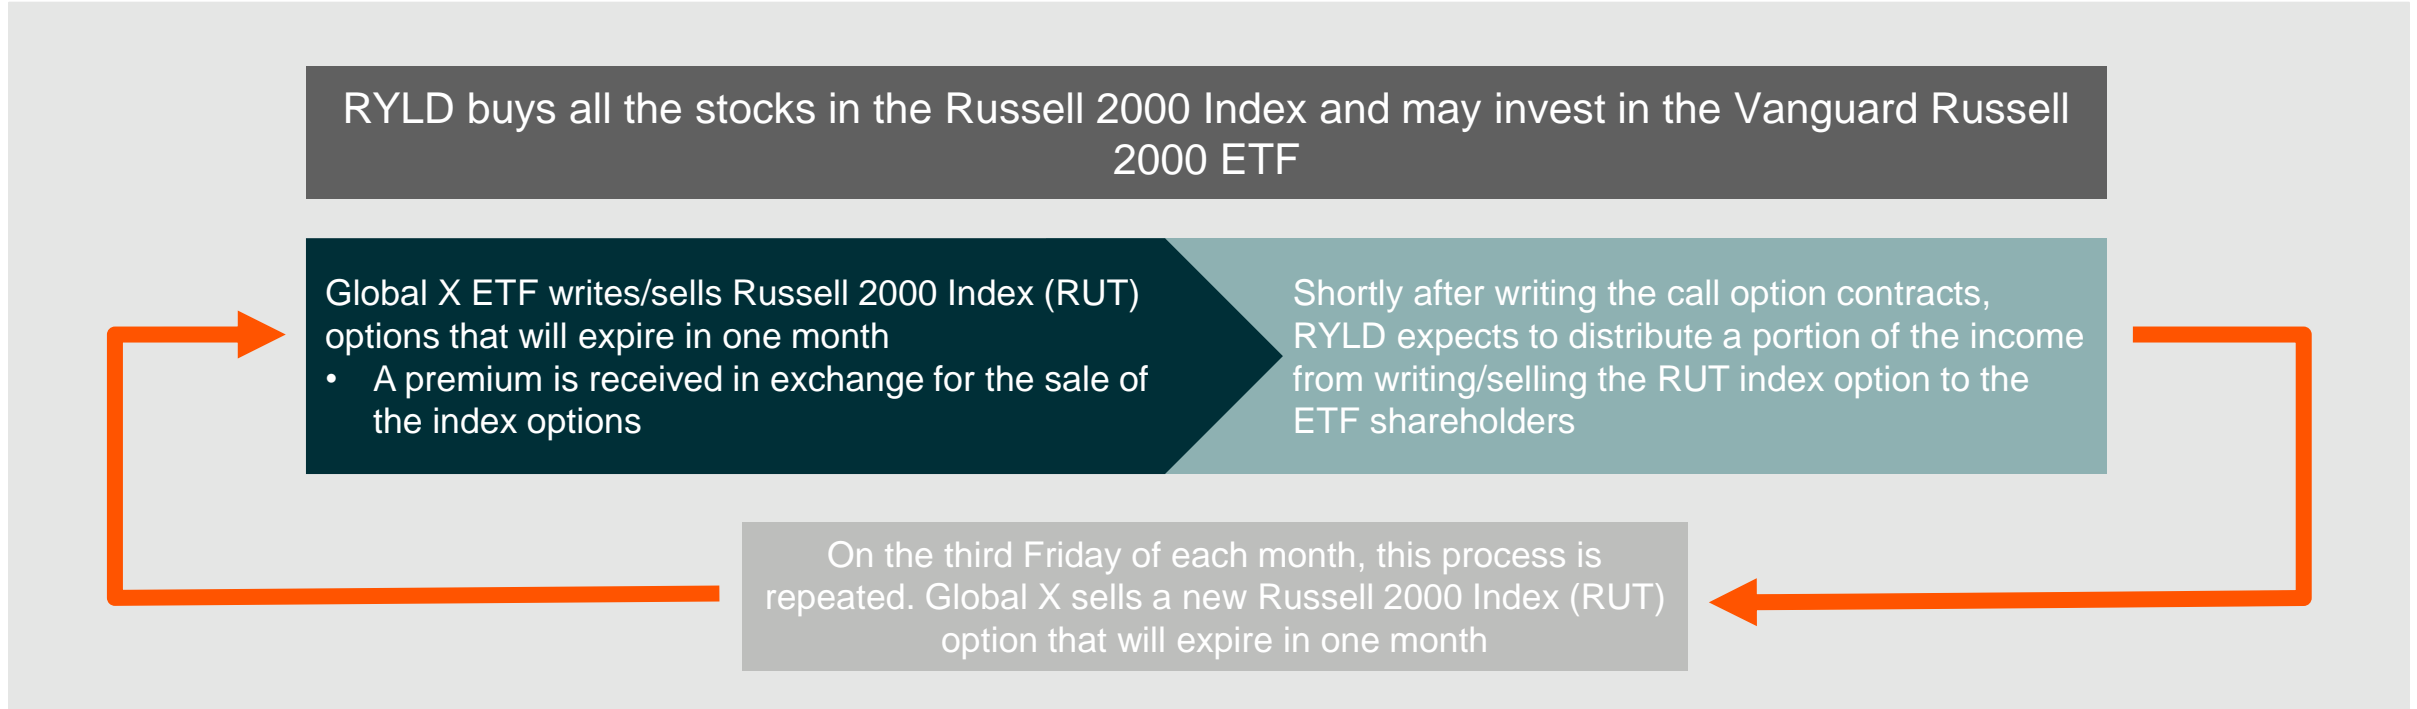 RYLD buys all the stocks in the Russell 2000 Index and may invest in the Vanguard Russell
2000 ETF
Global X ETF writes/sells Russell 2000 Index (RUT)
options that will expire in one month
• A premium is received in exchange for the sale of
the index options
Shortly after writing the call option contracts,
RYLD expects to distribute a portion of the income
from writing/selling the RUT index option to the
ETF shareholders
On the third Friday of each month, this process is
repeated. Global X sells a new Russell 2000 Index (RUT)
option that will expire in one month